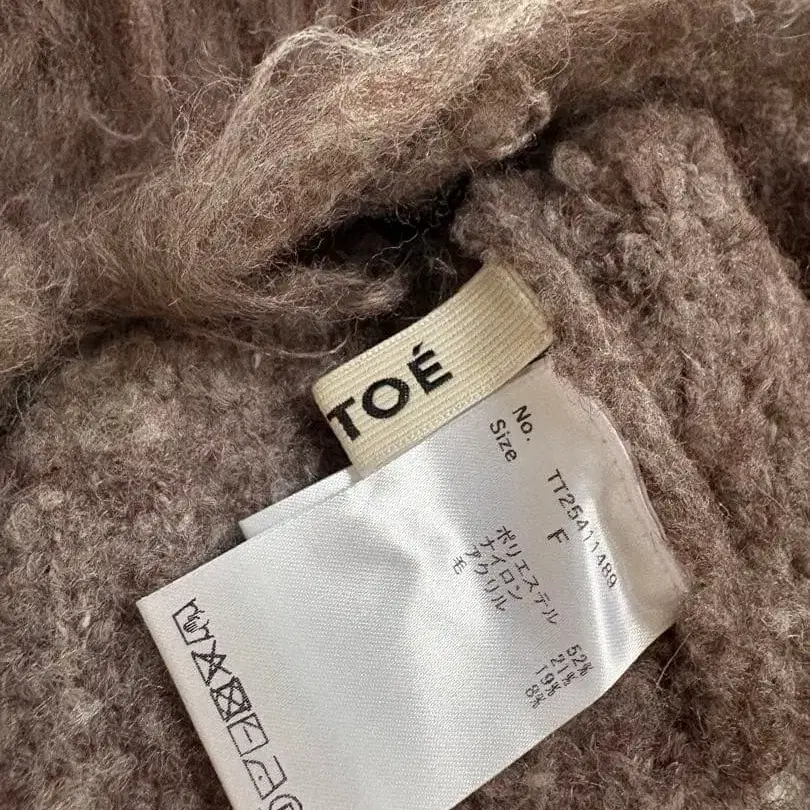 TOÉ
No. TT25411489
Size F
ポリエステル 52%
ナイロン 21%
アクリル 19%
毛 8%